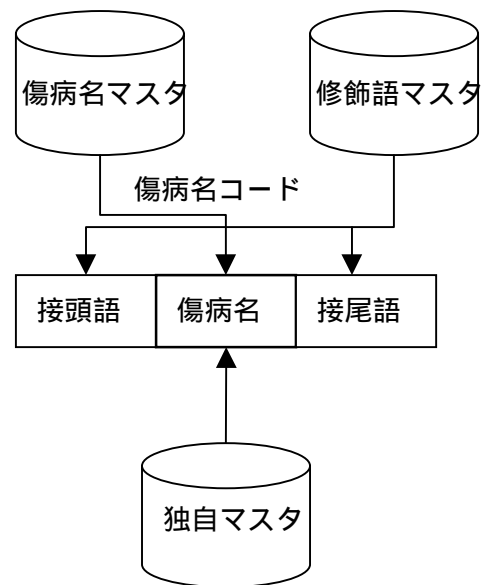 傷病名マスタ
修飾語マスタ
傷病名コード
接頭語
傷病名
接尾語
独自マスタ